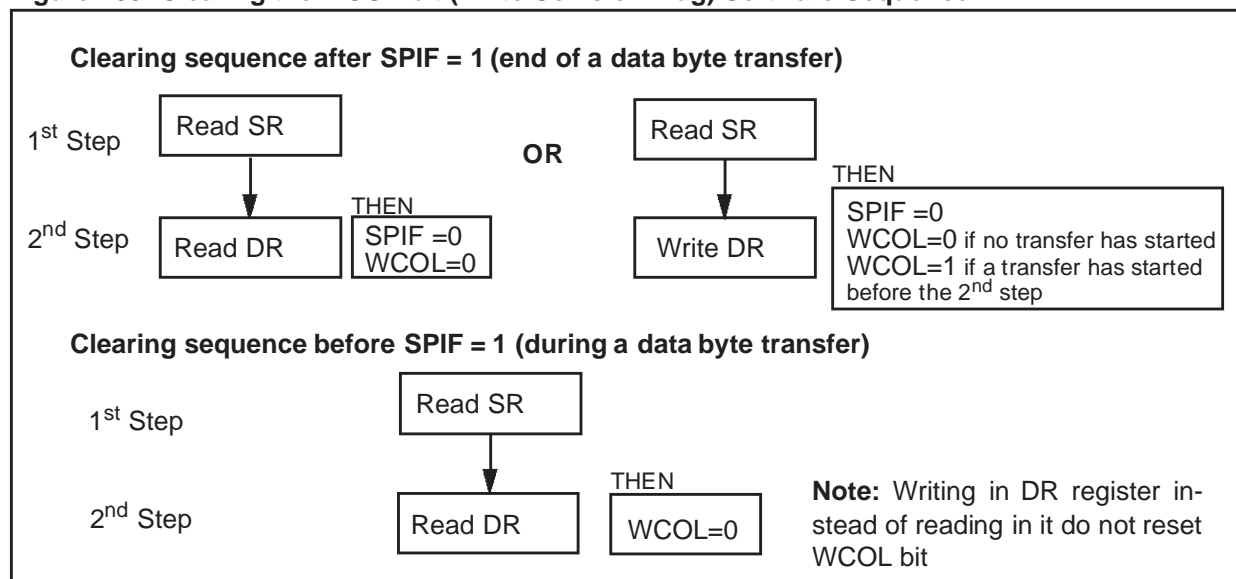 Clearing sequence after SPIF = 1 (end of a data byte transfer)
1st Step
Read SR
OR
Read SR
THEN
2nd Step
Read DR
THEN
SPIF =0
WCOL=0
Write DR
SPIF =0
WCOL=0 if no transfer has started
WCOL=1 if a transfer has started
before the 2nd step
Clearing sequence before SPIF = 1 (during a data byte transfer)
1st Step
Read SR
2nd Step
Read DR
THEN
WCOL=0
Note: Writing in DR register in-
stead of reading in it do not reset
WCOL bit